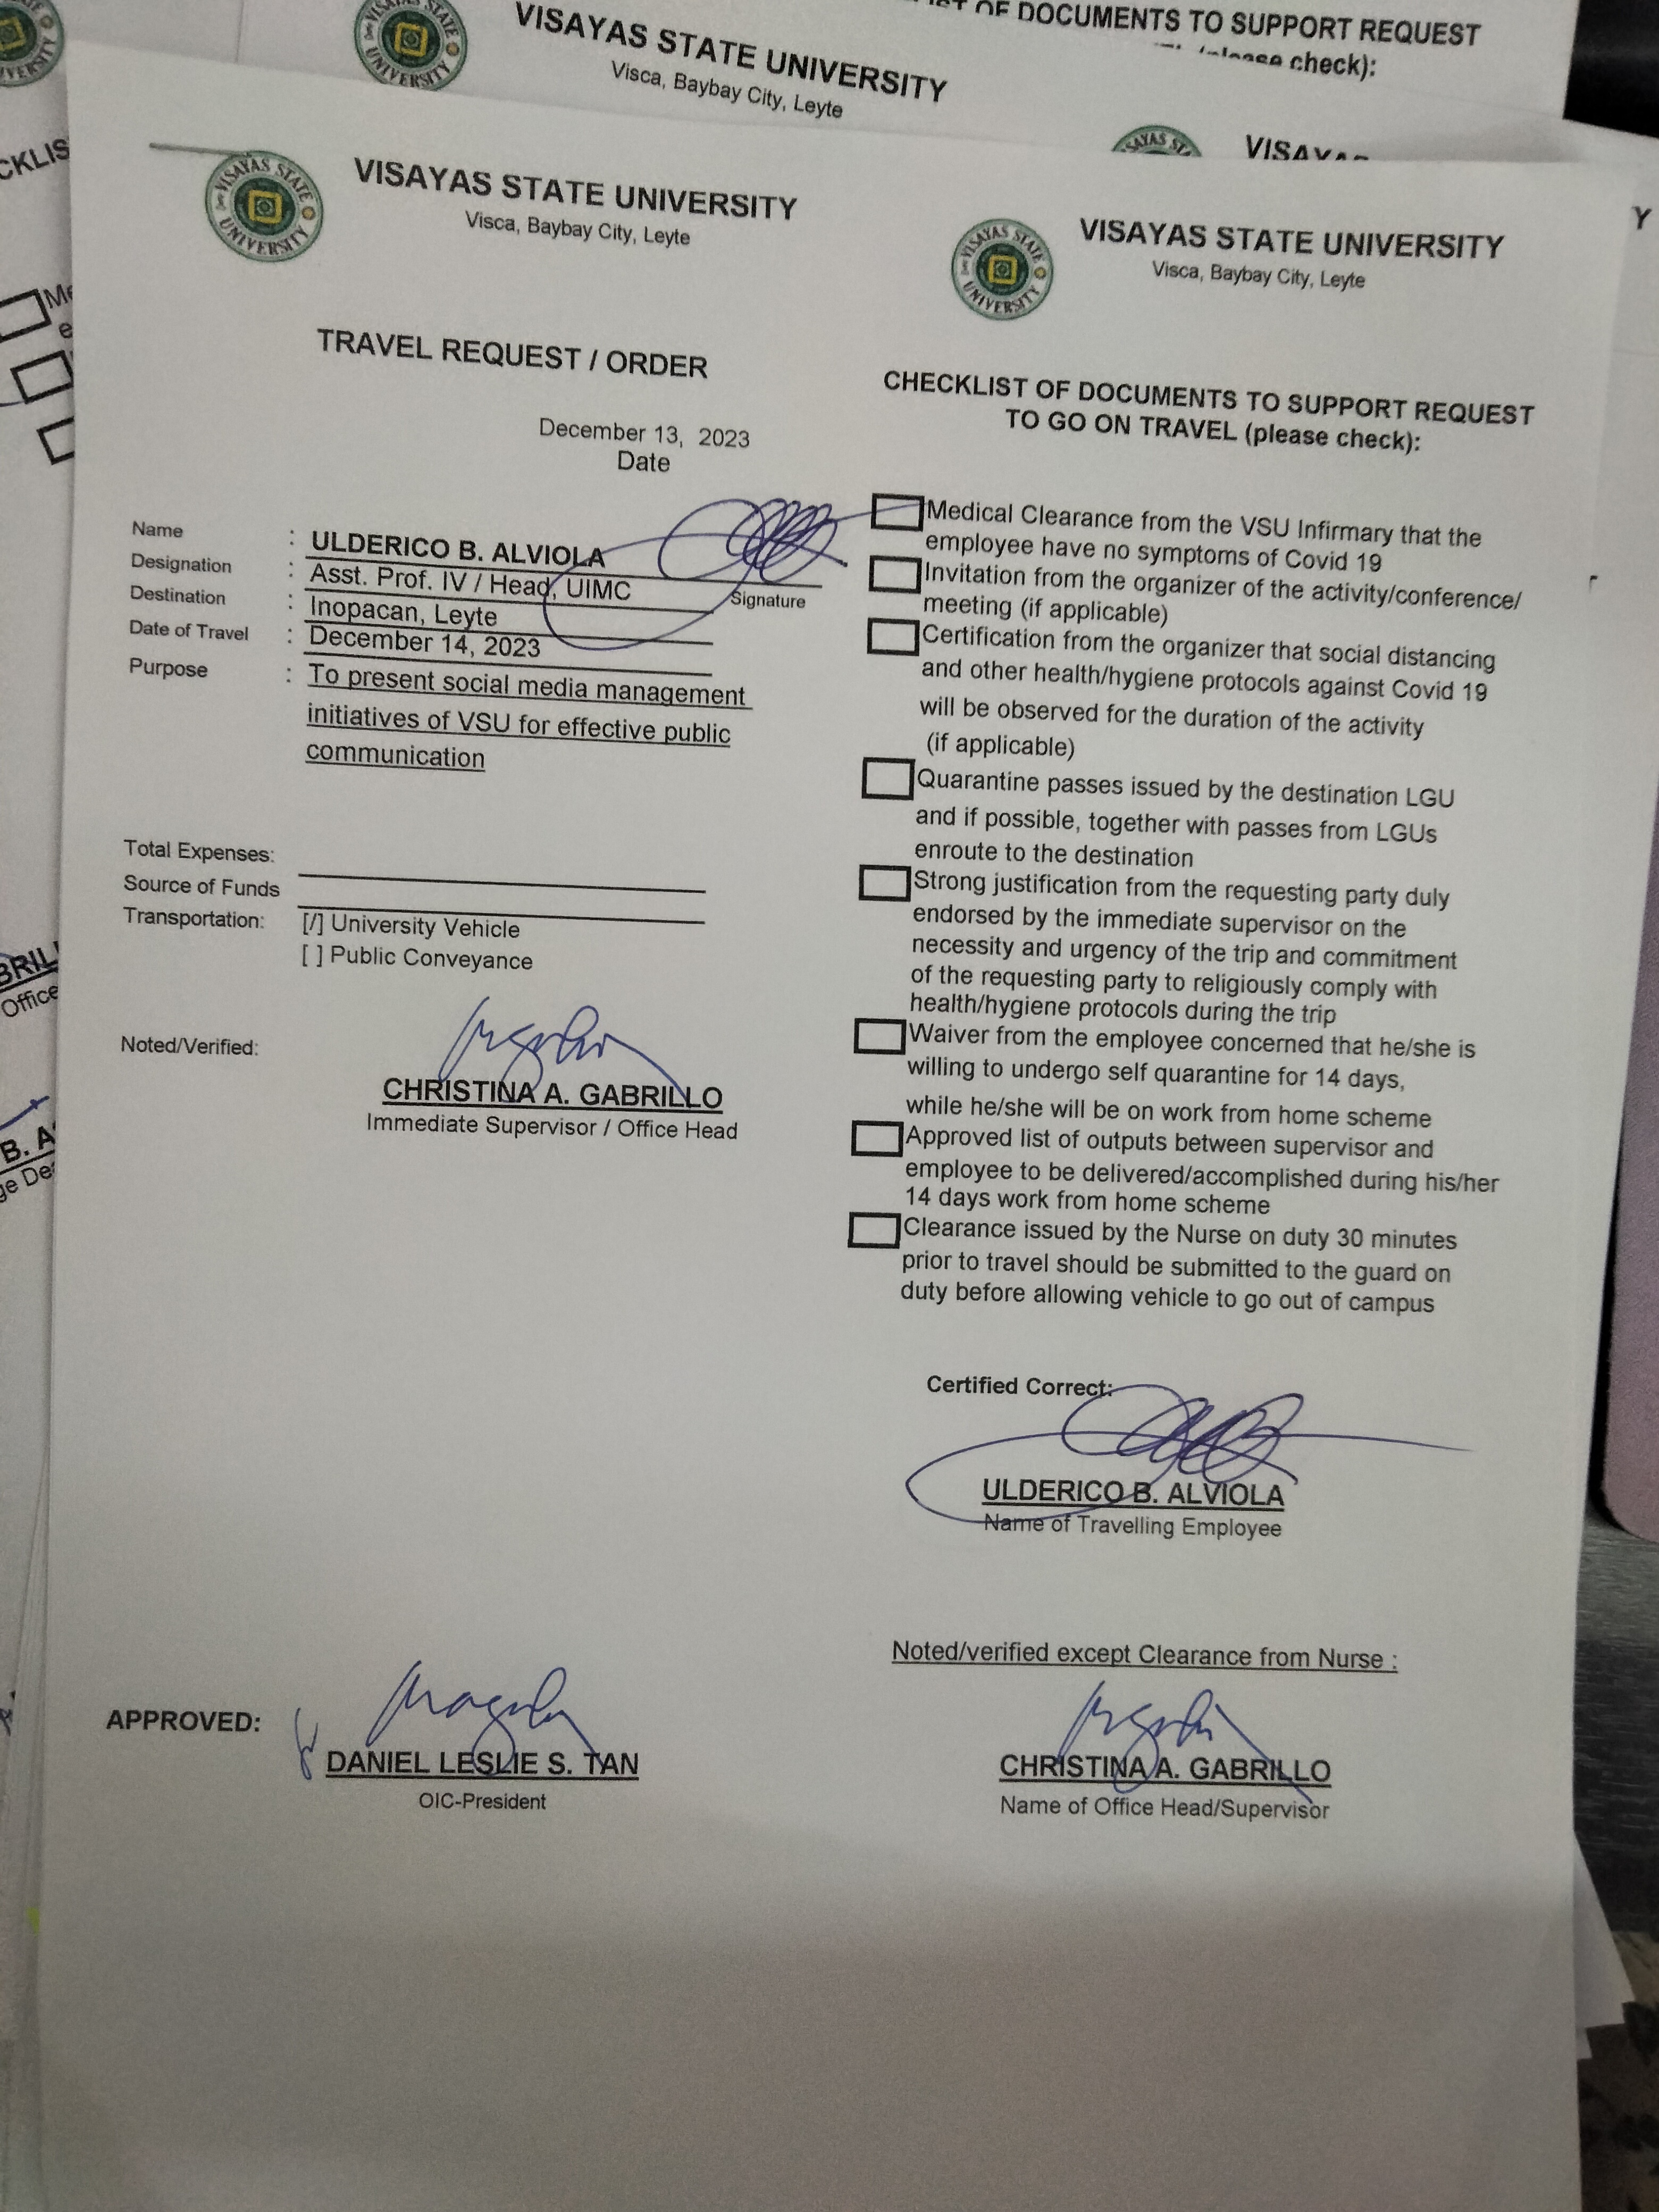 OF DOCUMENTS TO SUPPORT REQUEST
(please check):
VISAYAS STATE UNIVERSITY
Visca, Baybay City, Leyte
VISAYAS STATE UNIVERSITY
Visca, Baybay City, Leyte
TRAVEL REQUEST / ORDER
December 13, 2023
Date
Name : ULDERICO B. ALVIOLA
Designation : Asst. Prof. IV / Head, UIMC
Signature
Destination : Inopacan, Leyte
Date of Travel : December 14, 2023
Purpose : To present social media management
initiatives of VSU for effective public
communication
Total Expenses:
Source of Funds
Transportation: [/] University Vehicle
[ ] Public Conveyance
Noted/Verified:
CHRISTINA A. GABRILLO
Immediate Supervisor / Office Head
APPROVED:
DANIEL LESLIE S. TAN
OIC-President
VISAYAS STATE UNIVERSITY
Visca, Baybay City, Leyte
CHECKLIST OF DOCUMENTS TO SUPPORT REQUEST
TO GO ON TRAVEL (please check):
Medical Clearance from the VSU Infirmary that the
employee have no symptoms of Covid 19
Invitation from the organizer of the activity/conference/
meeting (if applicable)
Certification from the organizer that social distancing
and other health/hygiene protocols against Covid 19
will be observed for the duration of the activity
(if applicable)
Quarantine passes issued by the destination LGU
and if possible, together with passes from LGUs
enroute to the destination
Strong justification from the requesting party duly
endorsed by the immediate supervisor on the
necessity and urgency of the trip and commitment
of the requesting party to religiously comply with
health/hygiene protocols during the trip
Waiver from the employee concerned that he/she is
willing to undergo self quarantine for 14 days,
while he/she will be on work from home scheme
Approved list of outputs between supervisor and
employee to be delivered/accomplished during his/her
14 days work from home scheme
Clearance issued by the Nurse on duty 30 minutes
prior to travel should be submitted to the guard on
duty before allowing vehicle to go out of campus
Certified Correct:
ULDERICO B. ALVIOLA
Name of Travelling Employee
Noted/verified except Clearance from Nurse :
CHRISTINA A. GABRILLO
Name of Office Head/Supervisor